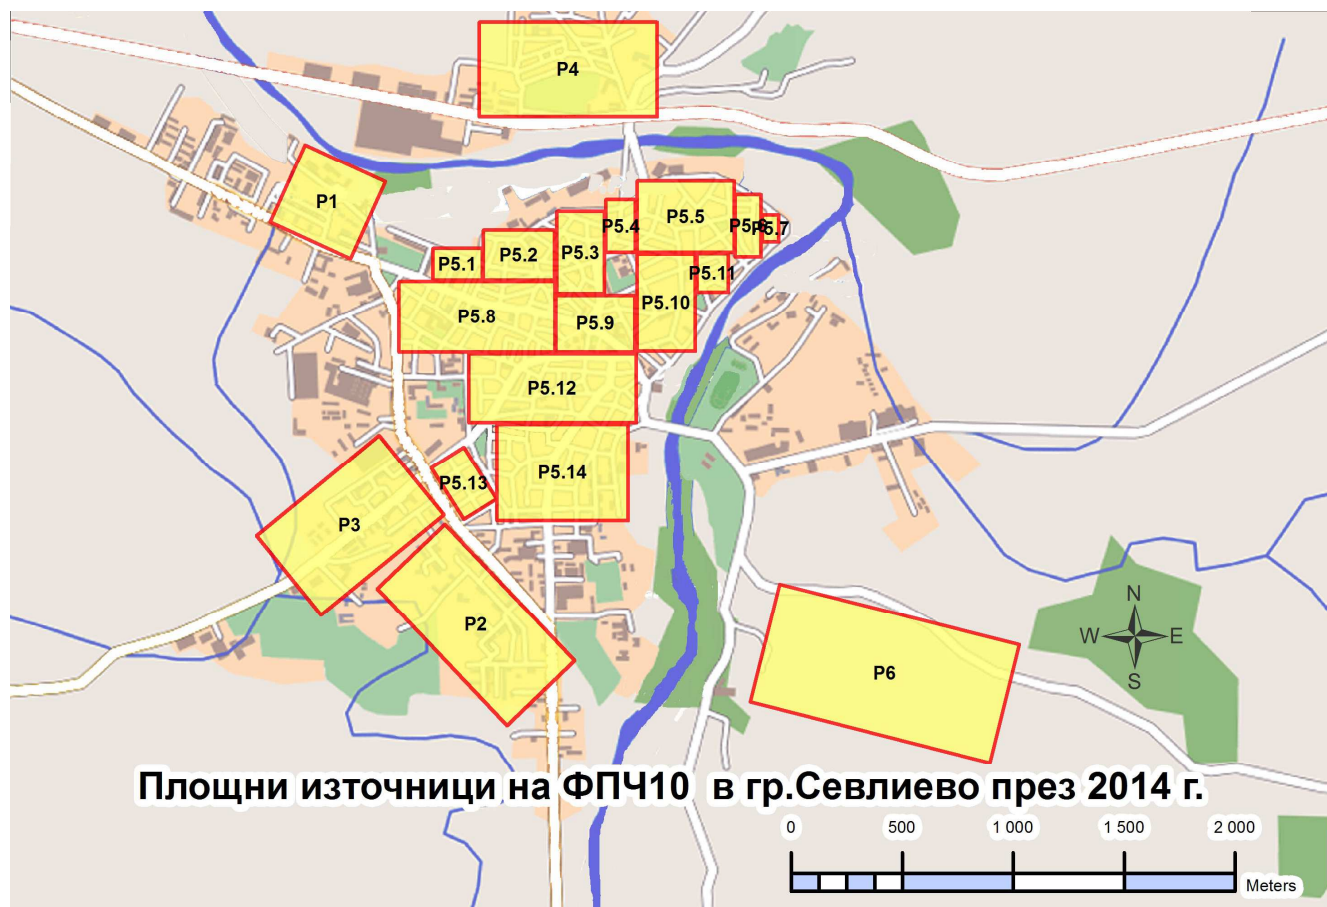 P4
P1
P5.5
P5.4
P5.6
P5.7
P5.3
P5.2
P5.1
P5.11
P5.10
P5.8
P5.9
P5.12
P5.13
P5.14
P3
P2
P6
N
W E
S
Площни източници на ФПЧ10 в гр.Севлиево през 2014 г.
0 500 1 000 1 500 2 000
Meters